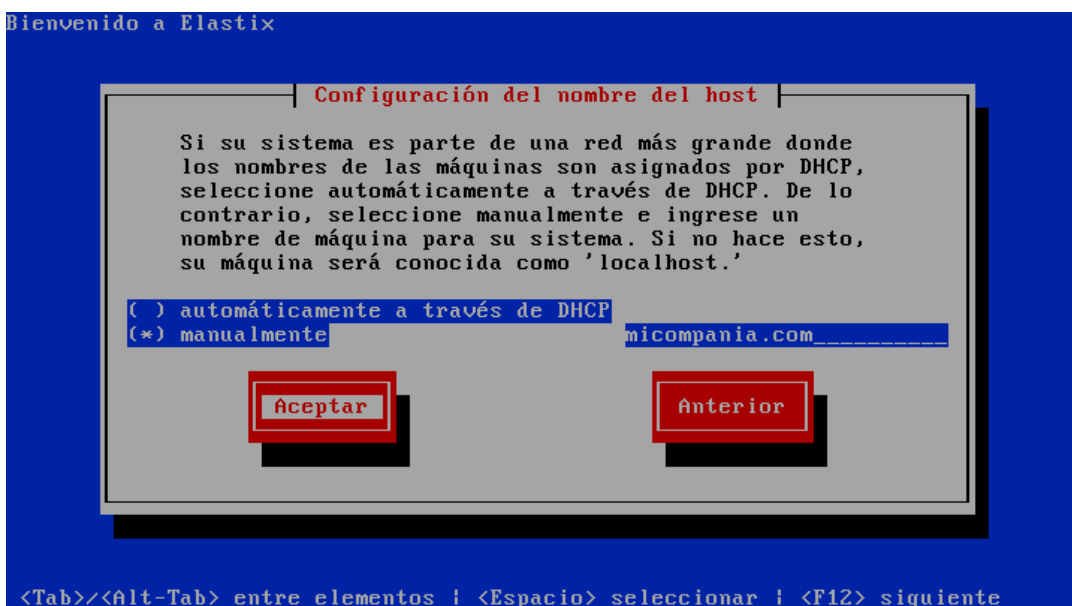 Bienvenido a Elastix
Configuración del nombre del host
Si su sistema es parte de una red más grande donde
los nombres de las máquinas son asignados por DHCP,
seleccione automáticamente a través de DHCP. De lo
contrario, seleccione manualmente e ingrese un
nombre de máquina para su sistema. Si no hace esto,
su máquina será conocida como 'localhost.'
( ) automáticamente a través de DHCP
(*) manualmente micompania.com__________
Aceptar Anterior
<Tab>/<Alt-Tab> entre elementos | <Espacio> seleccionar | <F12> siguiente